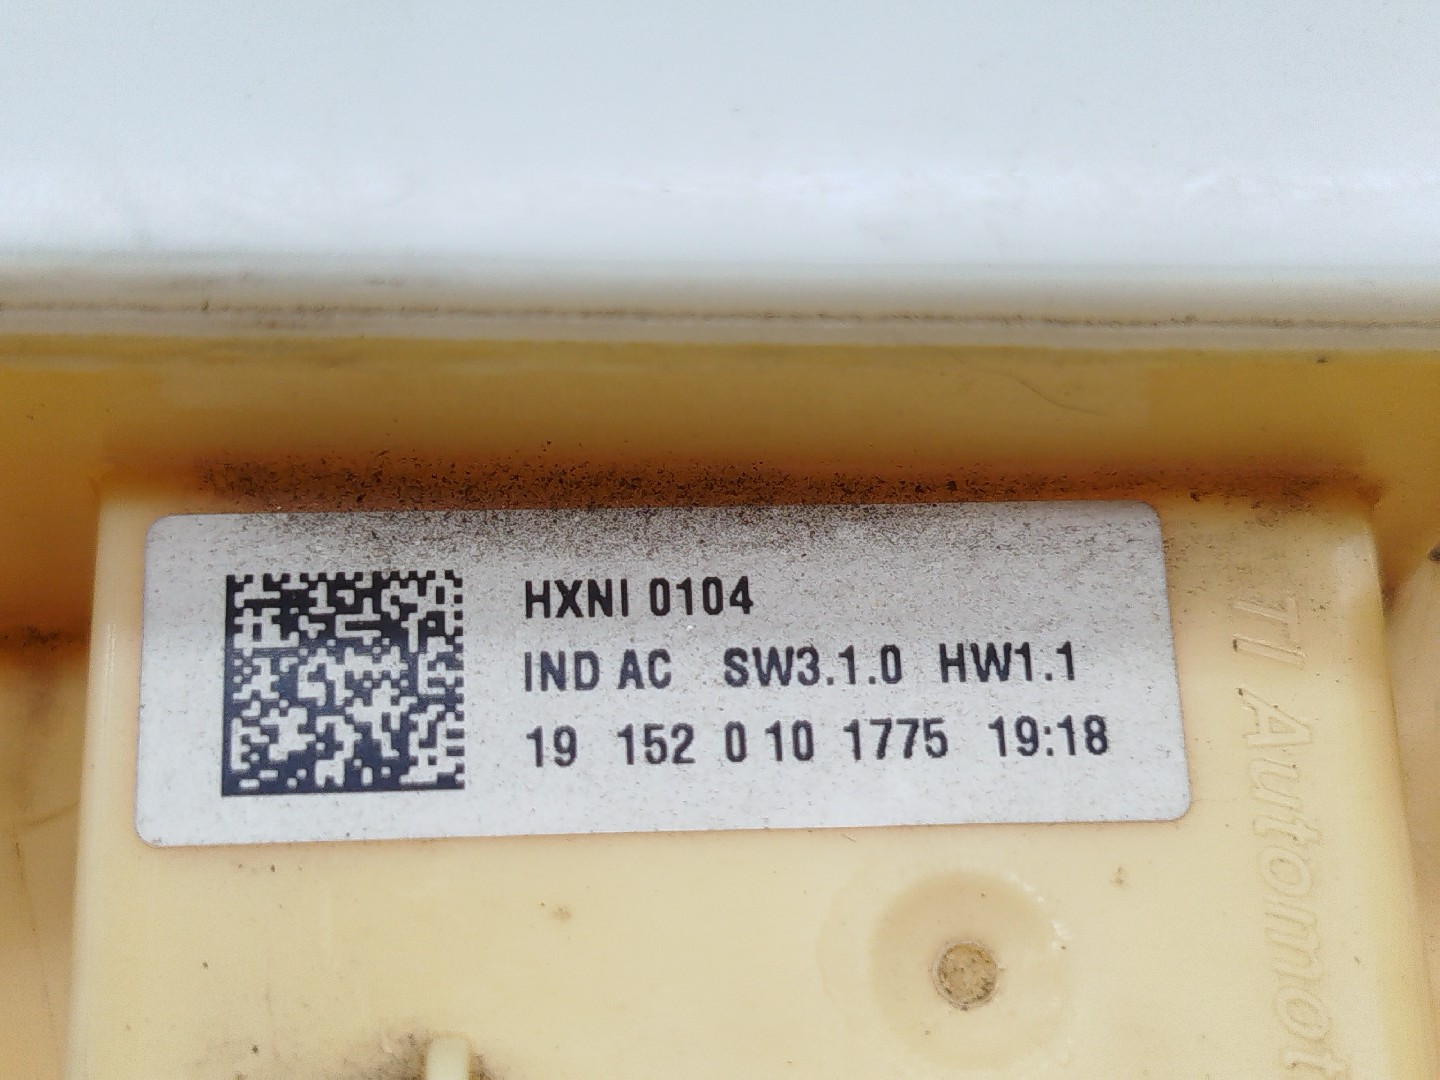 HXNI 0104
IND AC SW3.1.0 HW1.1
19 152 0 10 1775 19:18
TI Automot